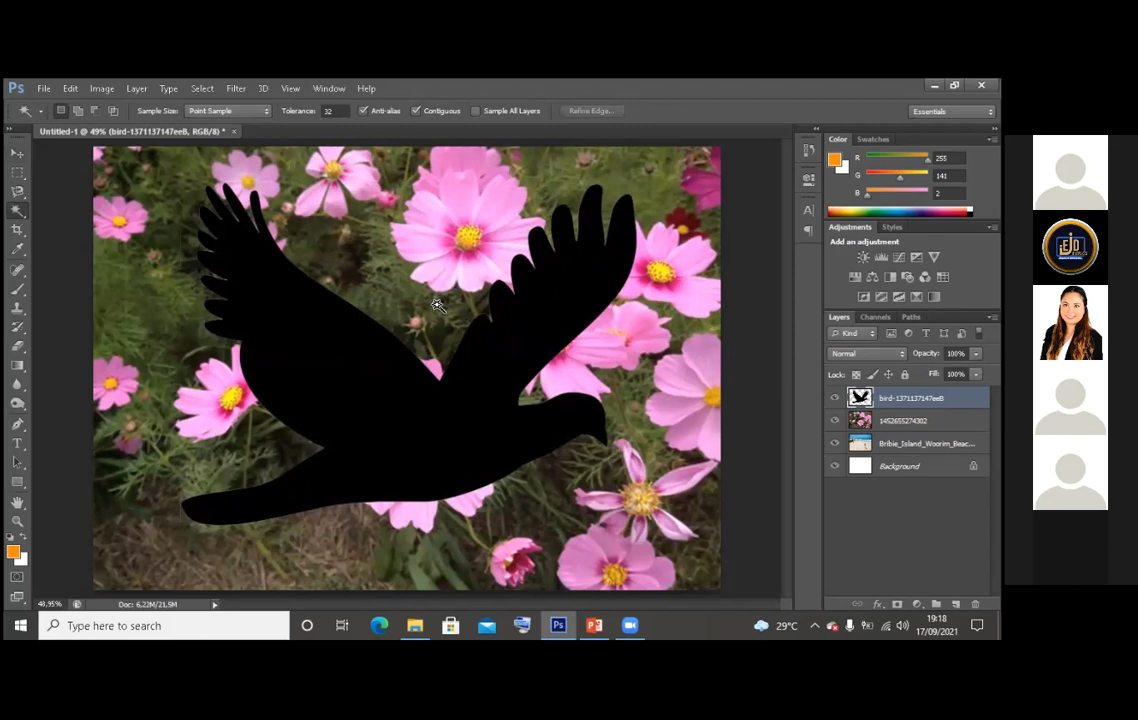 Ps File Edit Image Layer Type Select Filter 3D View Window Help
Sample Size: Point Sample Tolerance: 32 Anti-alias Contiguous Sample All Layers Refine Edge... Essentials
Untitled-1 @ 49% (bird-1371137147ee8, RGB/8) * ×
Color Swatches
R 255
G 141
B 2
Adjustments Styles
Add an adjustment
Layers Channels Paths
Kind
Normal Opacity: 100%
Lock: Fill: 100%
bird-1371137147ee8
1452655274302
Bribie_Island_Woorim_Beac...
Background
48,95% Doc: 6,22M/21,5M
Type here to search
Ps
29°C
19:18
17/09/2021